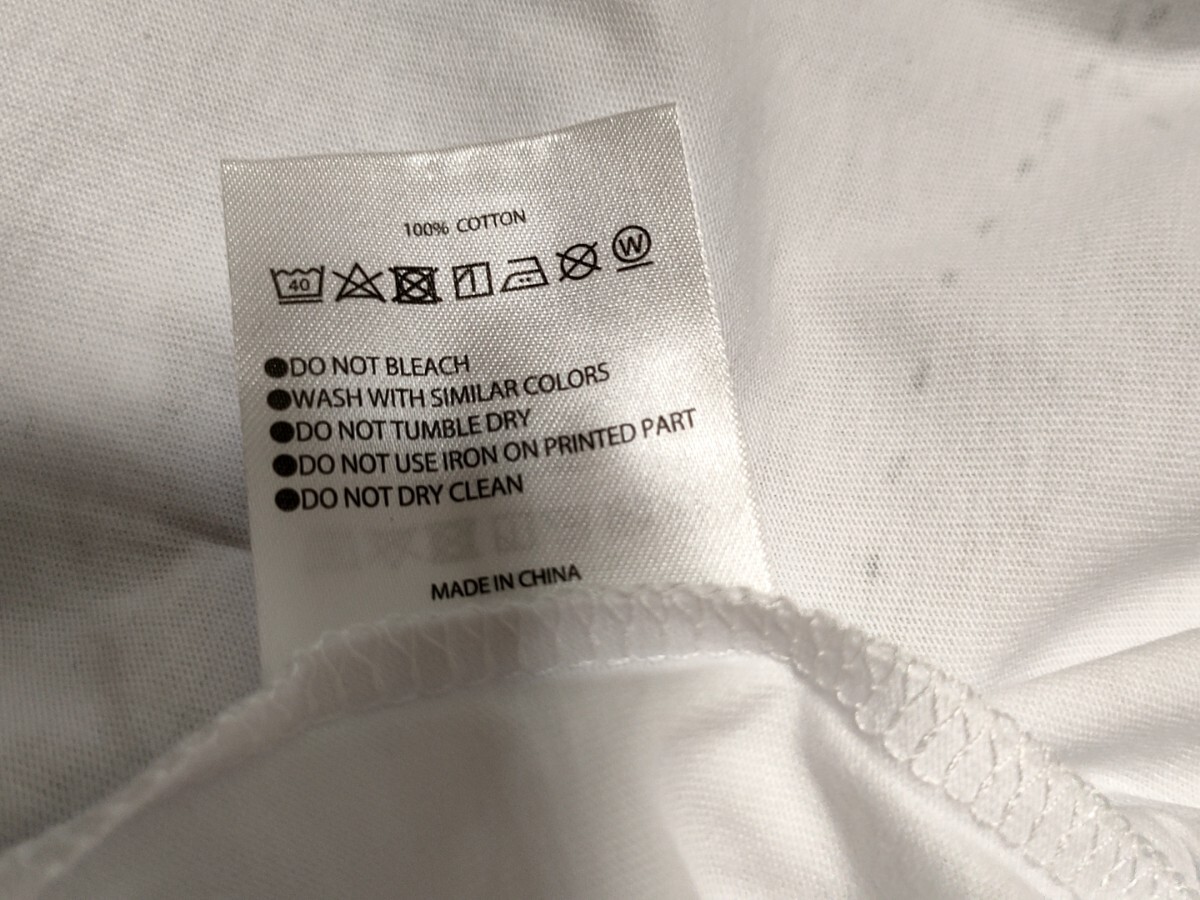 100% COTTON
40 W
●DO NOT BLEACH
●WASH WITH SIMILAR COLORS
●DO NOT TUMBLE DRY
●DO NOT USE IRON ON PRINTED PART
●DO NOT DRY CLEAN
MADE IN CHINA